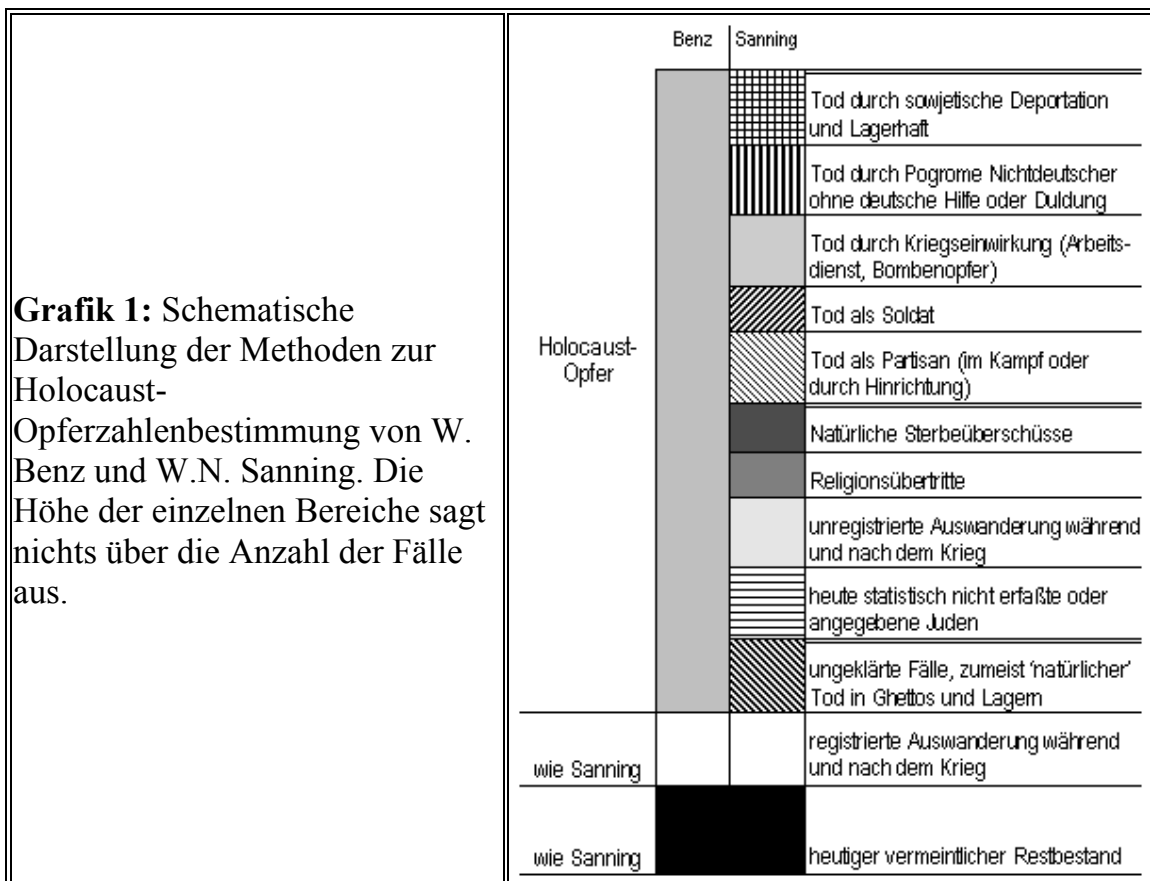 Grafik 1: Schematische
Darstellung der Methoden zur
Holocaust-
Opferzahlenbestimmung von W.
Benz und W.N. Sanning. Die
Höhe der einzelnen Bereiche sagt
nichts über die Anzahl der Fälle
aus.
Benz
Sanning
Holocaust-
Opfer
Tod durch sowjetische Deportation
und Lagerhaft
Tod durch Pogrome Nichtdeutscher
ohne deutsche Hilfe oder Duldung
Tod durch Kriegseinwirkung (Arbeits-
dienst, Bombenopfer)
Tod als Soldat
Tod als Partisan (im Kampf oder
durch Hinrichtung)
Natürliche Sterbeüberschüsse
Religionsübertritte
unregistrierte Auswanderung während
und nach dem Krieg
heute statistisch nicht erfaßte oder
angegebene Juden
ungeklärte Fälle, zumeist 'natürlicher'
Tod in Ghettos und Lagern
wie Sanning
registrierte Auswanderung während
und nach dem Krieg
wie Sanning
heutiger vermeintlicher Restbestand